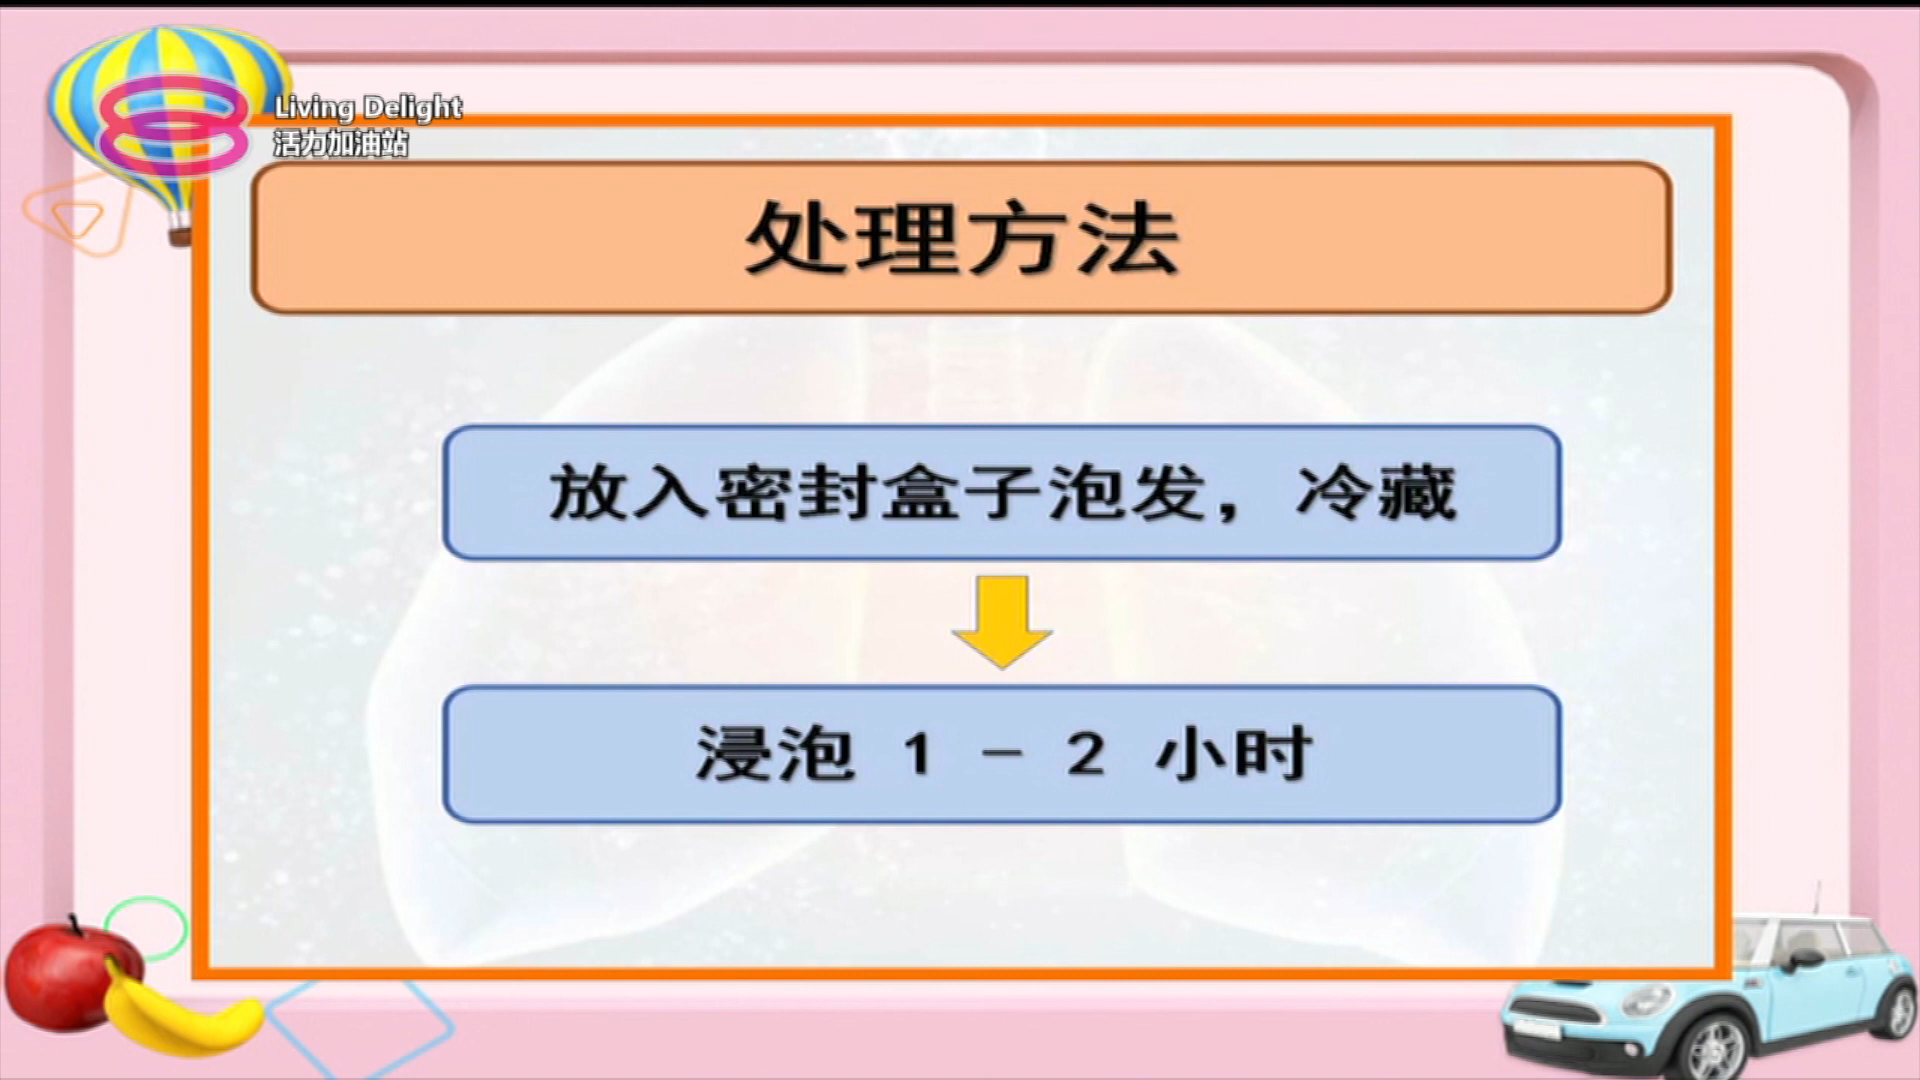 Living Delight
活力加油站
处理方法
放入密封盒子泡发，冷藏
浸泡 1 - 2 小时